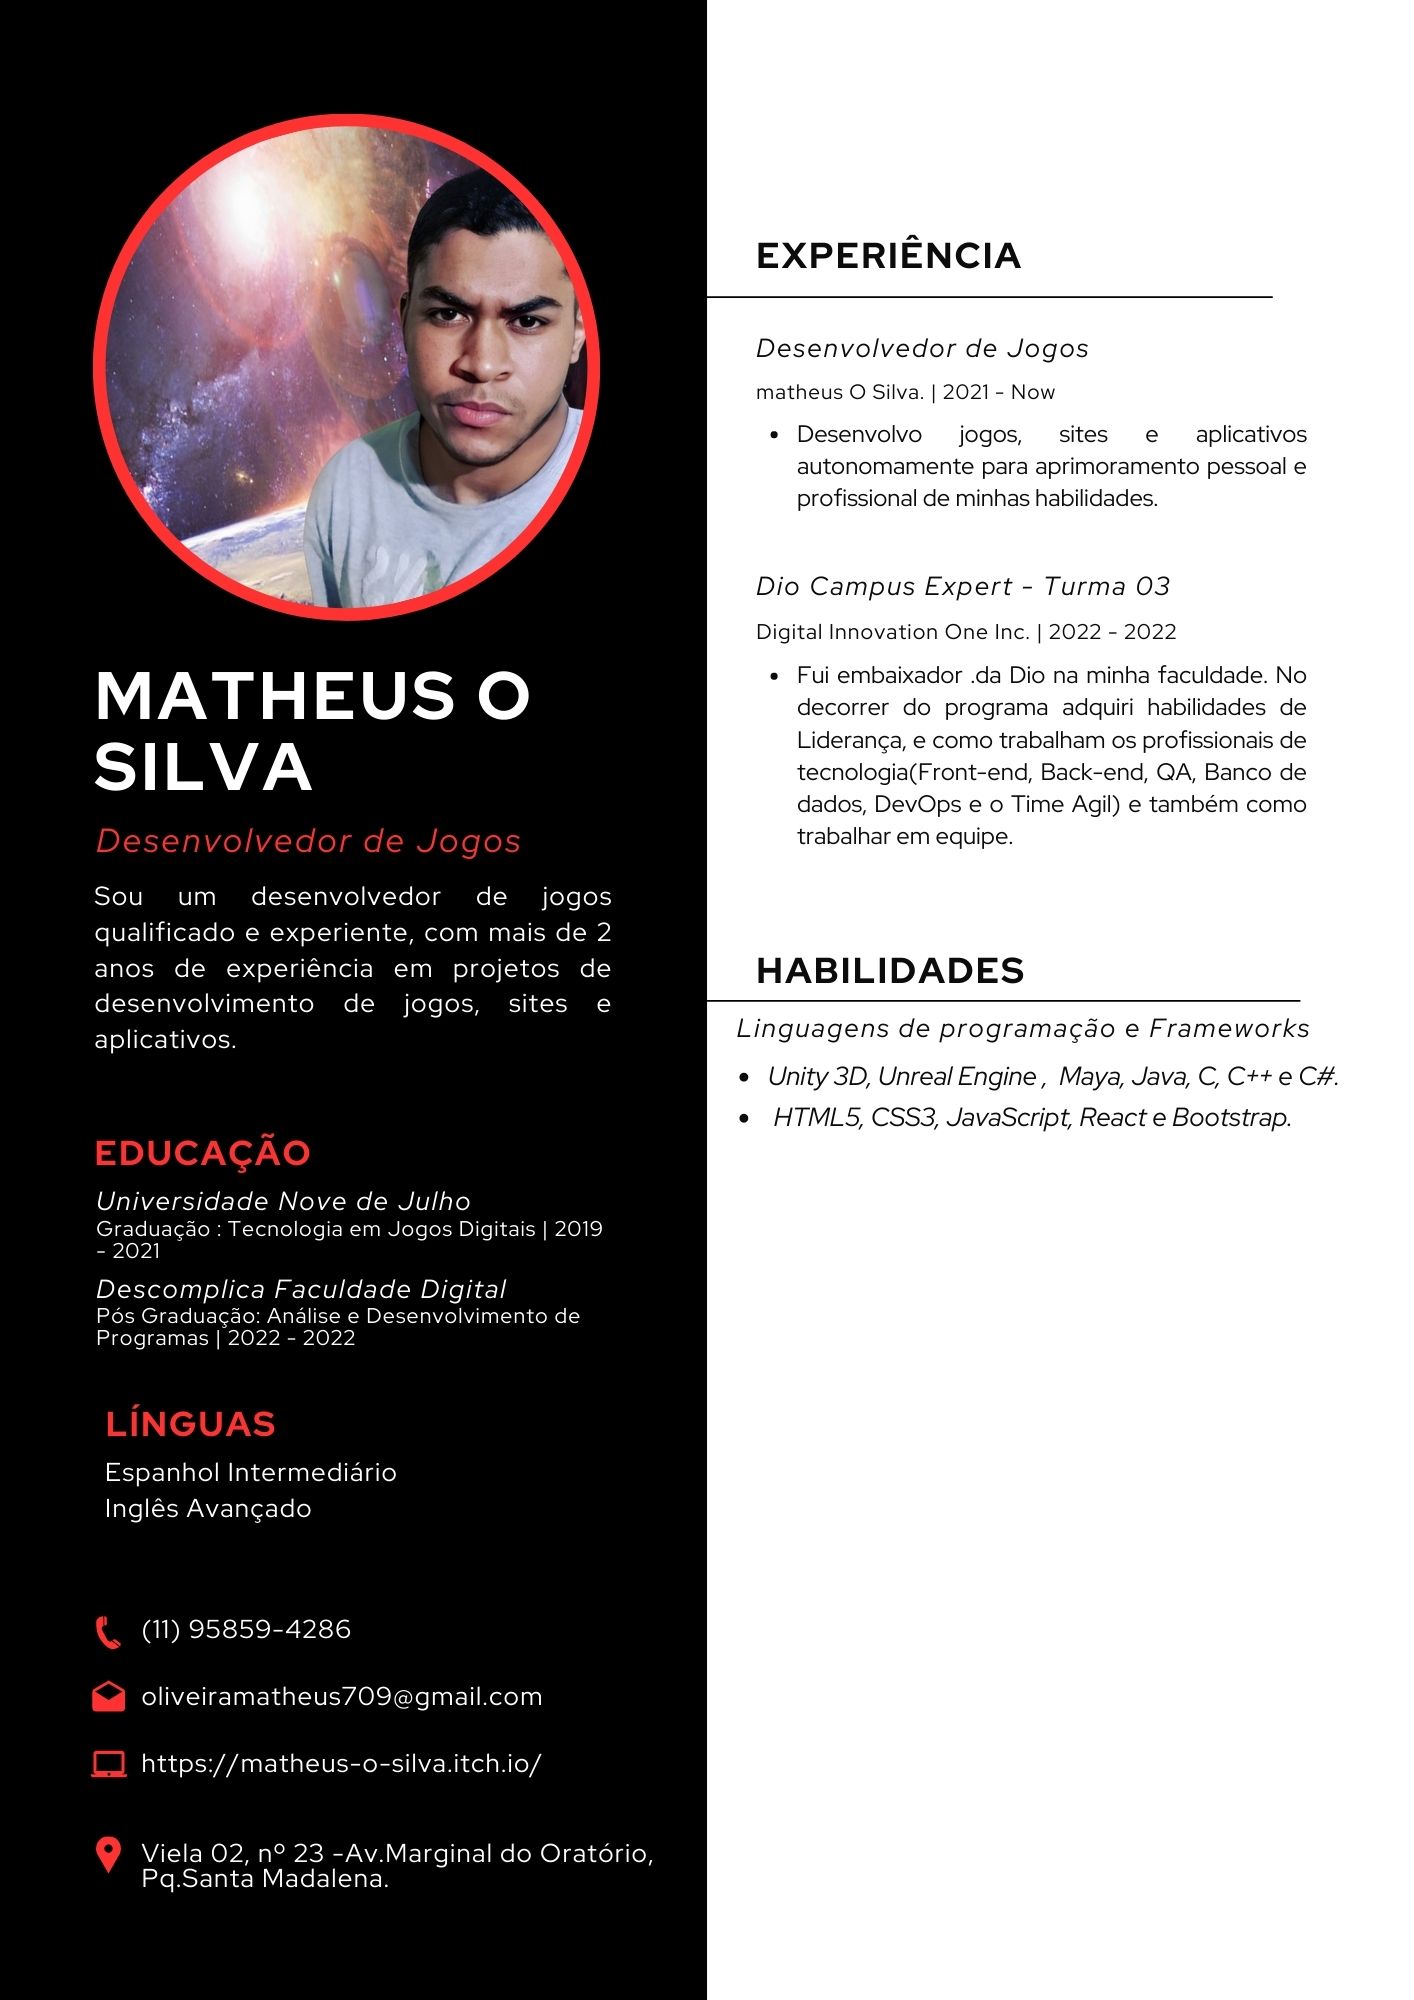 MATHEUS O
SILVA
Desenvolvedor de Jogos
Sou um desenvolvedor de jogos
qualificado e experiente, com mais de 2
anos de experiência em projetos de
desenvolvimento de jogos, sites e
aplicativos.
EDUCAÇÃO
Universidade Nove de Julho
Graduação : Tecnologia em Jogos Digitais | 2019
- 2021
Descomplica Faculdade Digital
Pós Graduação: Análise e Desenvolvimento de
Programas | 2022 - 2022
LÍNGUAS
Espanhol Intermediário
Inglês Avançado
(11) 95859-4286
oliveiramatheus709@gmail.com
https://matheus-o-silva.itch.io/
Viela 02, nº 23 -Av.Marginal do Oratório,
Pq.Santa Madalena.
EXPERIÊNCIA
Desenvolvedor de Jogos
matheus O Silva. | 2021 - Now
• Desenvolvo jogos, sites e aplicativos
autonomamente para aprimoramento pessoal e
profissional de minhas habilidades.
Dio Campus Expert - Turma 03
Digital Innovation One Inc. | 2022 - 2022
• Fui embaixador .da Dio na minha faculdade. No
decorrer do programa adquiri habilidades de
Liderança, e como trabalham os profissionais de
tecnologia(Front-end, Back-end, QA, Banco de
dados, DevOps e o Time Agil) e também como
trabalhar em equipe.
HABILIDADES
Linguagens de programação e Frameworks
• Unity 3D, Unreal Engine , Maya, Java, C, C++ e C#.
• HTML5, CSS3, JavaScript, React e Bootstrap.